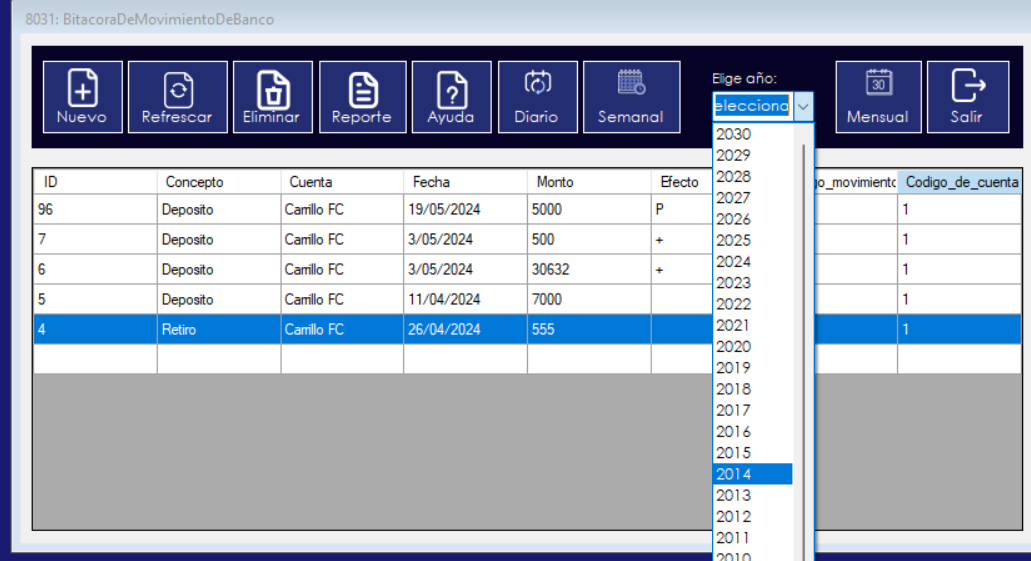 8031: BitacoraDeMovimientoDeBanco
Nuevo
Refrescar
Eliminar
Reporte
Ayuda
Diario
Semanal
Elige año:
elecciona
30
Mensual
Salir
ID Concepto Cuenta Fecha Monto Efecto o_movimiento Codigo_de_cuenta
96 Deposito Carrillo FC 19/05/2024 5000 P 1
7 Deposito Carrillo FC 3/05/2024 500 + 1
6 Deposito Carrillo FC 3/05/2024 30632 + 1
5 Deposito Carrillo FC 11/04/2024 7000 1
4 Retiro Carrillo FC 26/04/2024 555 1
2030
2029
2028
2027
2026
2025
2024
2023
2022
2021
2020
2019
2018
2017
2016
2015
2014
2013
2012
2011
2010